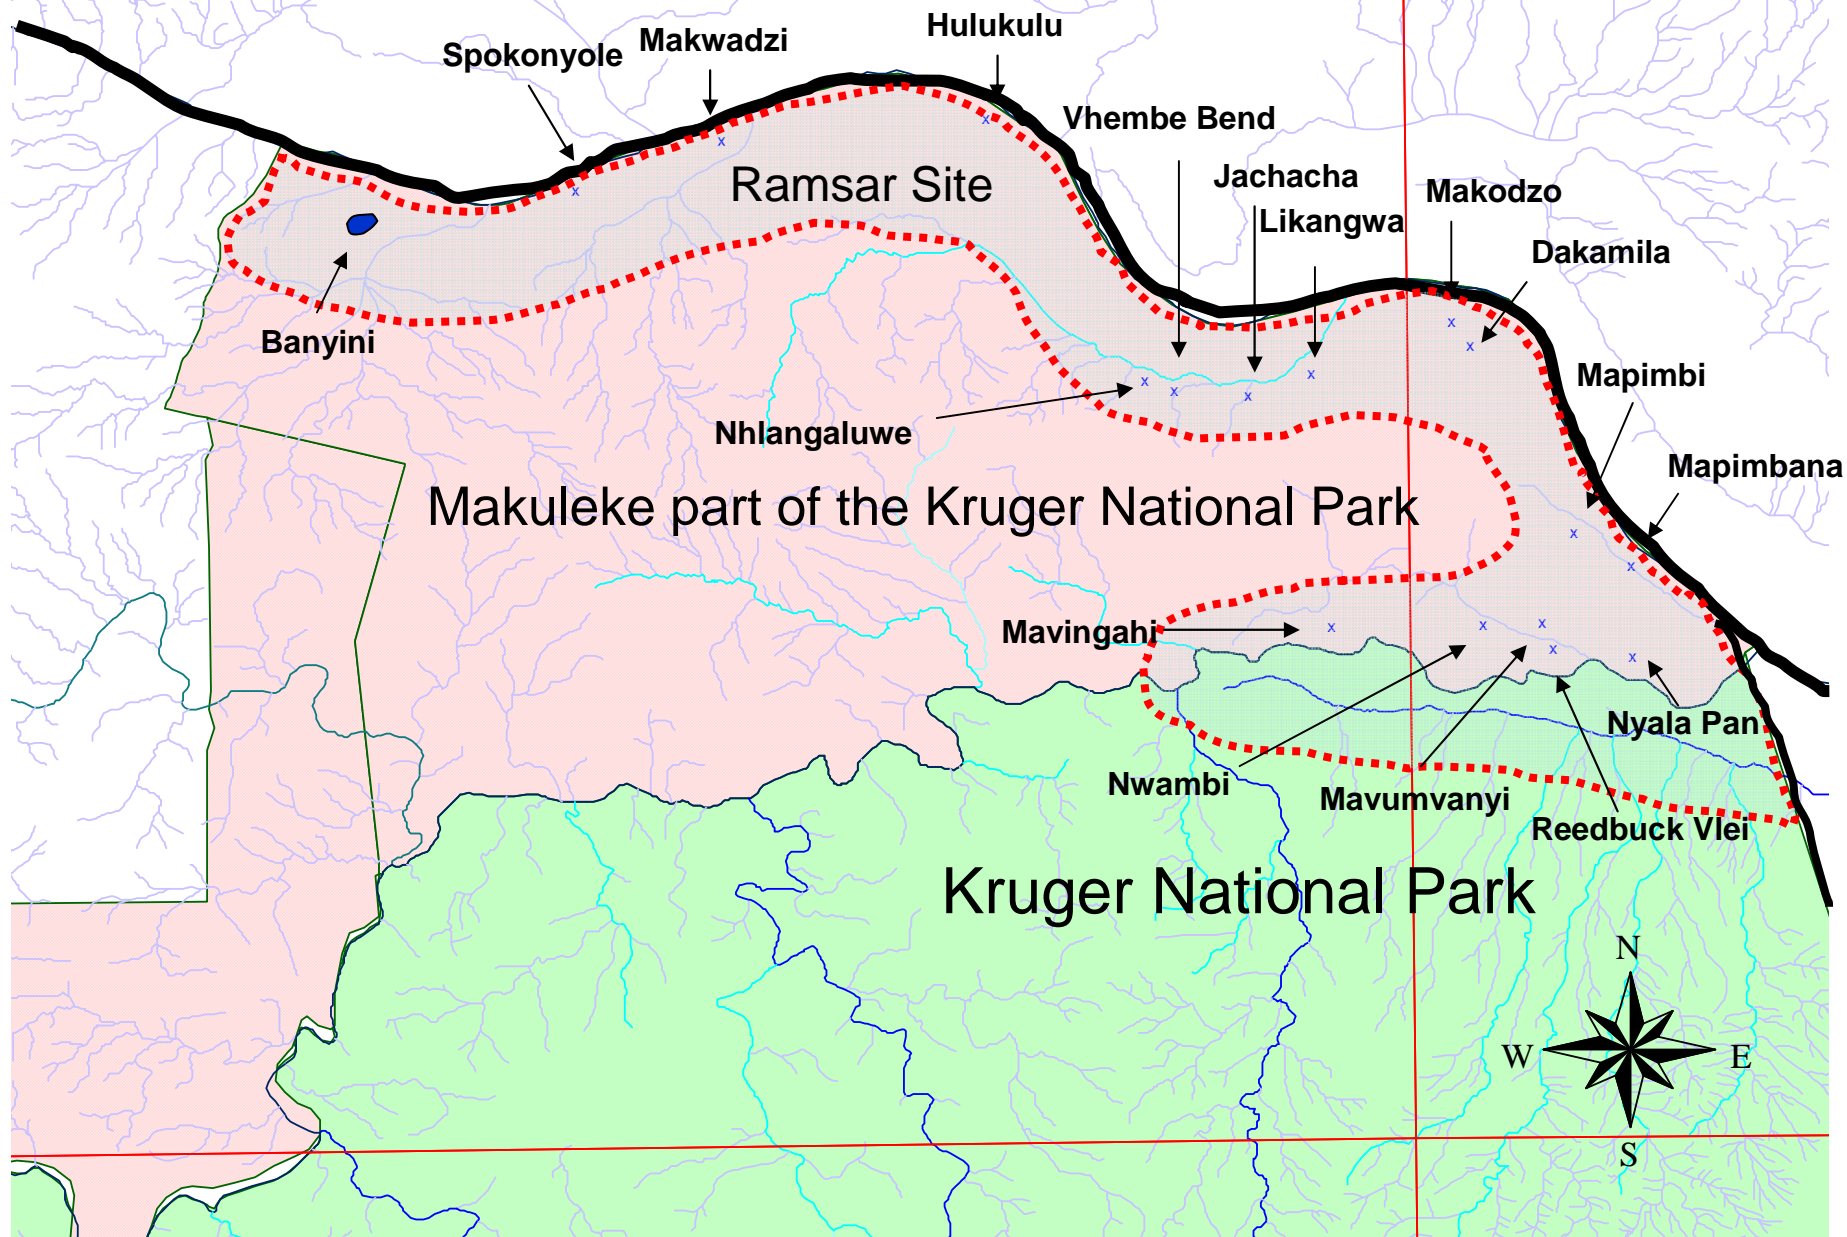 Hulukulu
Makwadzi
Spokonyole
Vhembe Bend
Ramsar Site
Jachacha
Makodzo
Likangwa
Dakamila
Banyini
Mapimbi
Nhlangaluwe
Mapimbana
Makuleke part of the Kruger National Park
Mavingahi
Nyala Pan
Nwambi
Mavumvanyi
Reedbuck Vlei
Kruger National Park
N
W
E
S